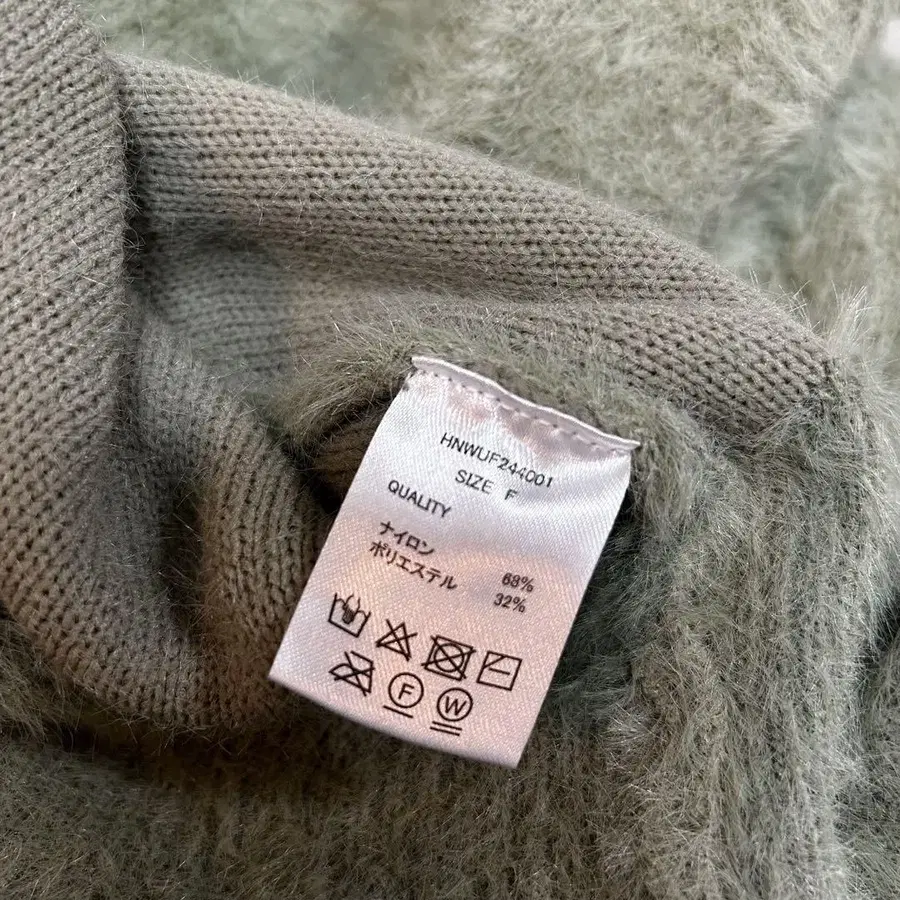 HNWUF244001
SIZE F
QUALITY
ナイロン 68%
ポリエステル 32%
F W